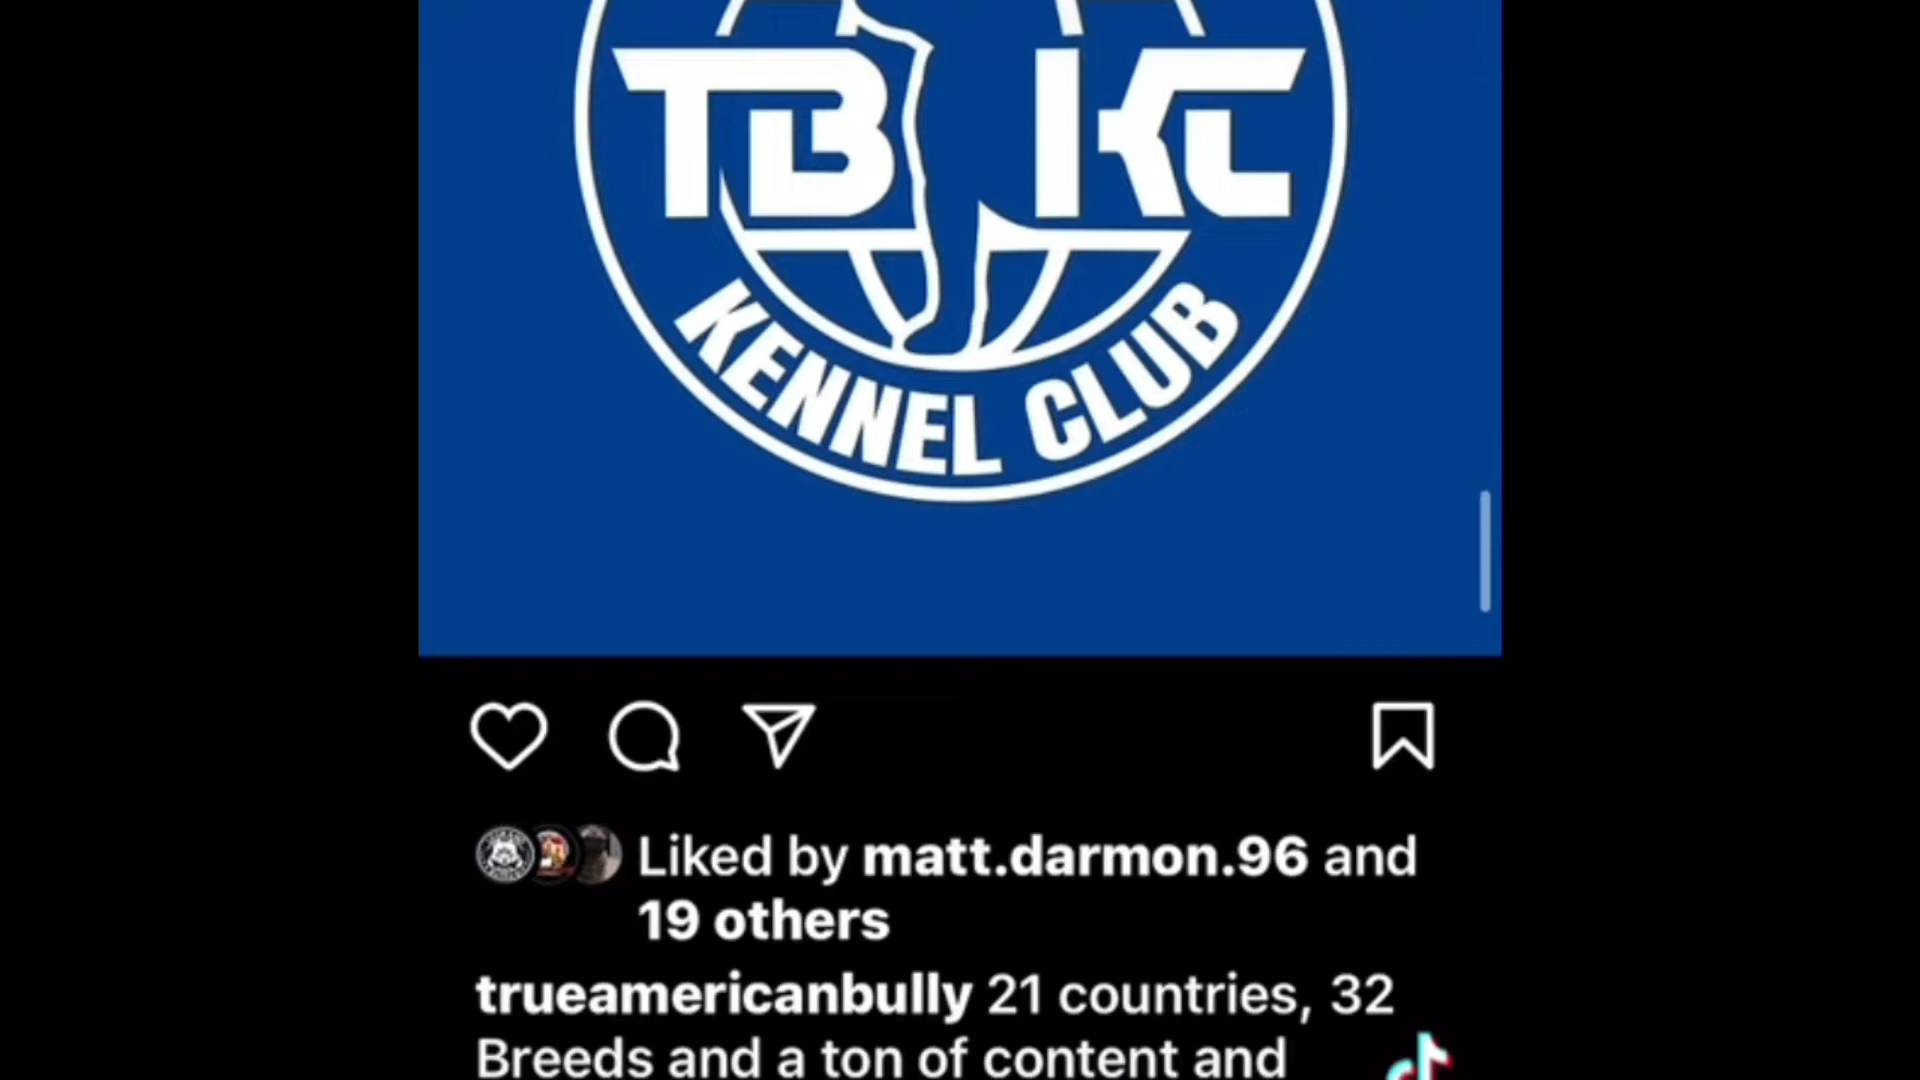 TB KC
KENNEL CLUB
Liked by matt.darmon.96 and
19 others
trueamericanbully 21 countries, 32
Breeds and a ton of content and